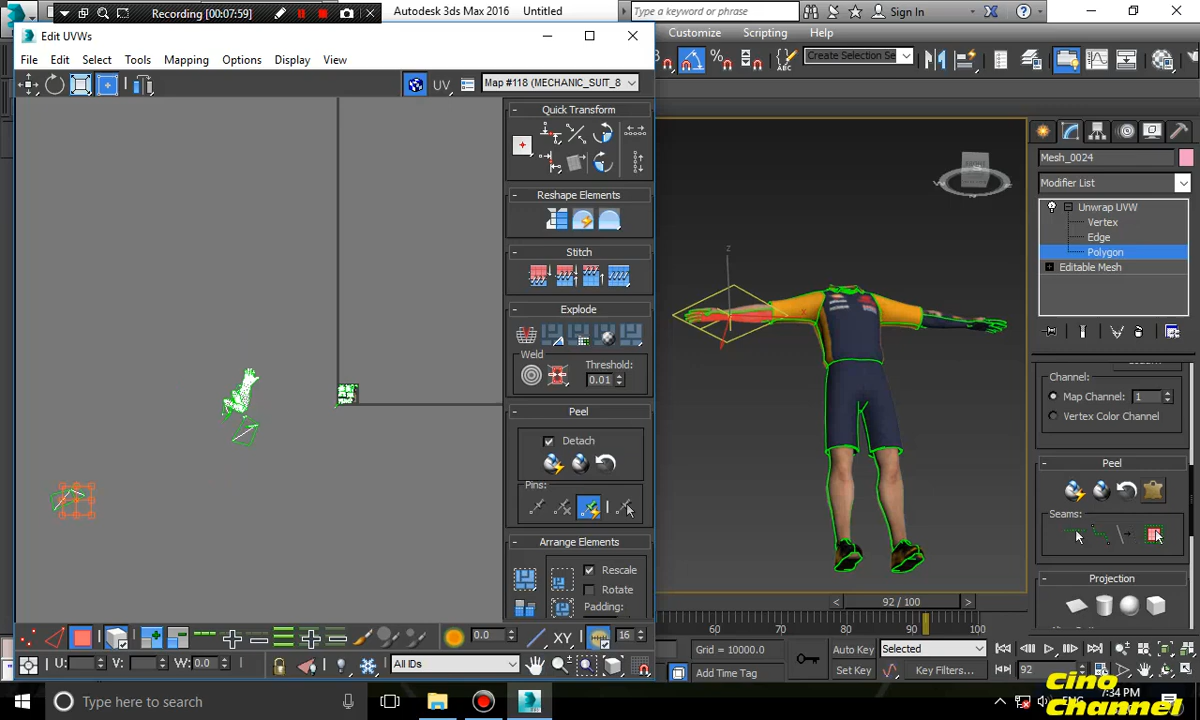 Recording [00:07:59]
Autodesk 3ds Max 2016
Untitled
Type a keyword or phrase
Sign In
Edit UVWs
Customize
Scripting
Help
File
Edit
Select
Tools
Mapping
Options
Display
View
Create Selection Se
UV
Map #118 (MECHANIC_SUIT_8
Quick Transform
Mesh_0024
Modifier List
Reshape Elements
Unwrap UVW
Vertex
Edge
Polygon
Stitch
Editable Mesh
Explode
Weld
Threshold:
0.01
Channel:
Map Channel: 1
Vertex Color Channel
Peel
Detach
Peel
Pins:
Seams:
Arrange Elements
Rescale
Rotate
Padding:
Projection
92 / 100
60
70
80
90
100
0.0
XY
16
Grid = 10000.0
Auto Key
Selected
U:
V:
W: 0.0
All IDs
Add Time Tag
Set Key
Key Filters...
92
Type here to search
ENG
7:34 PM
Cino
Channel